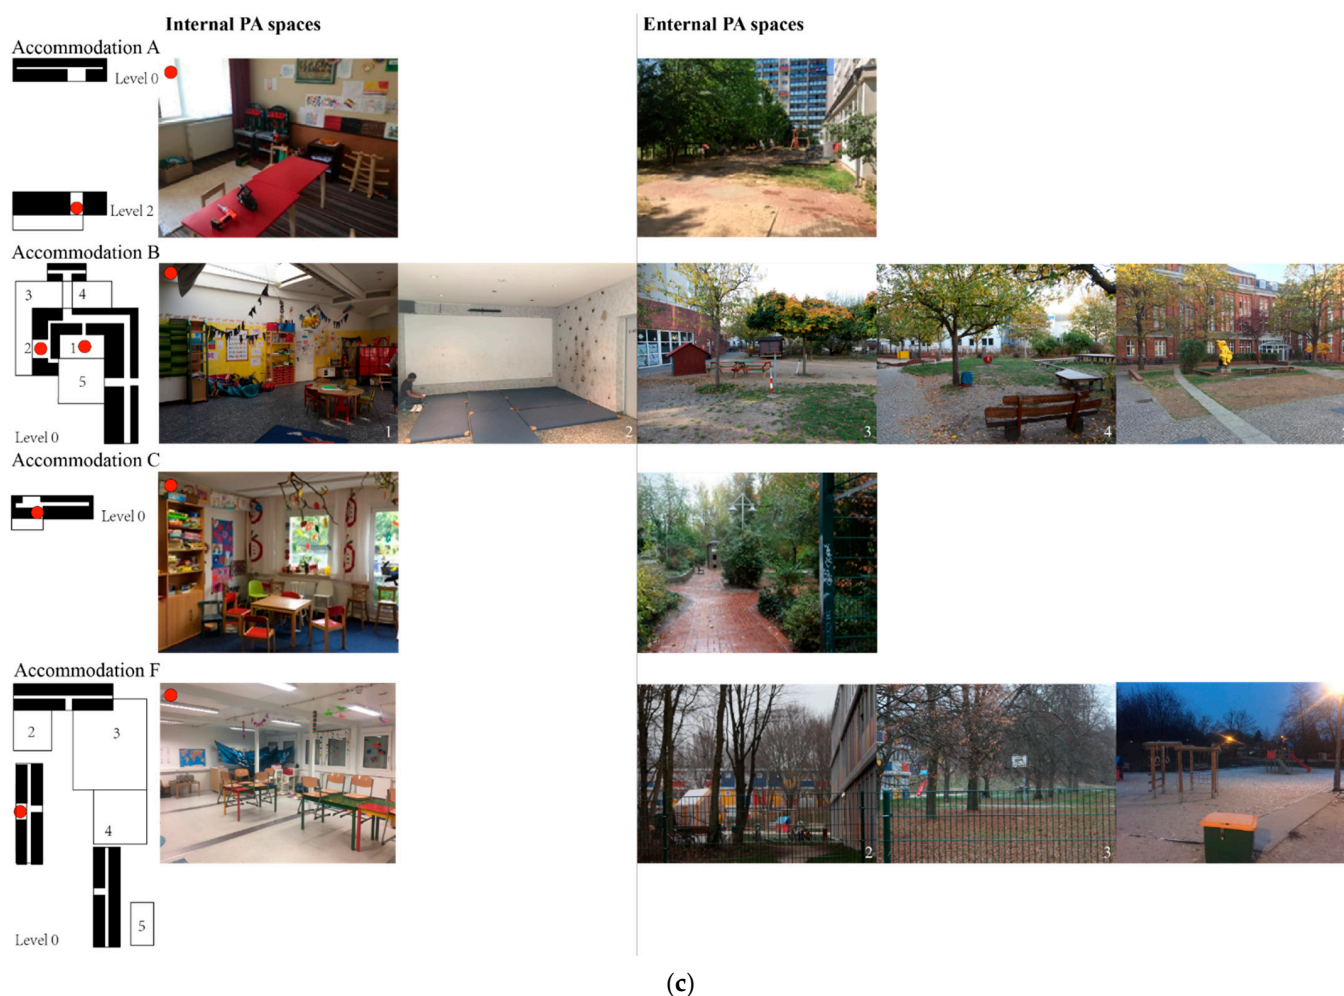 Internal PA spaces
Enternal PA spaces
Accommodation A
Level 0
Level 2
Accommodation B
3
4
2
1
5
Level 0
1
2
3
4
Accommodation C
Level 0
Accommodation F
2
3
4
5
Level 0
2
3
(c)